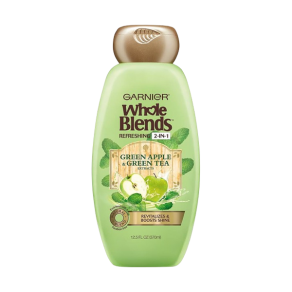 GARNIER
Whole
Blends
REFRESHING 2-IN-1
GREEN APPLE
& GREEN TEA
EXTRACTS
REVITALIZES &
BOOSTS SHINE